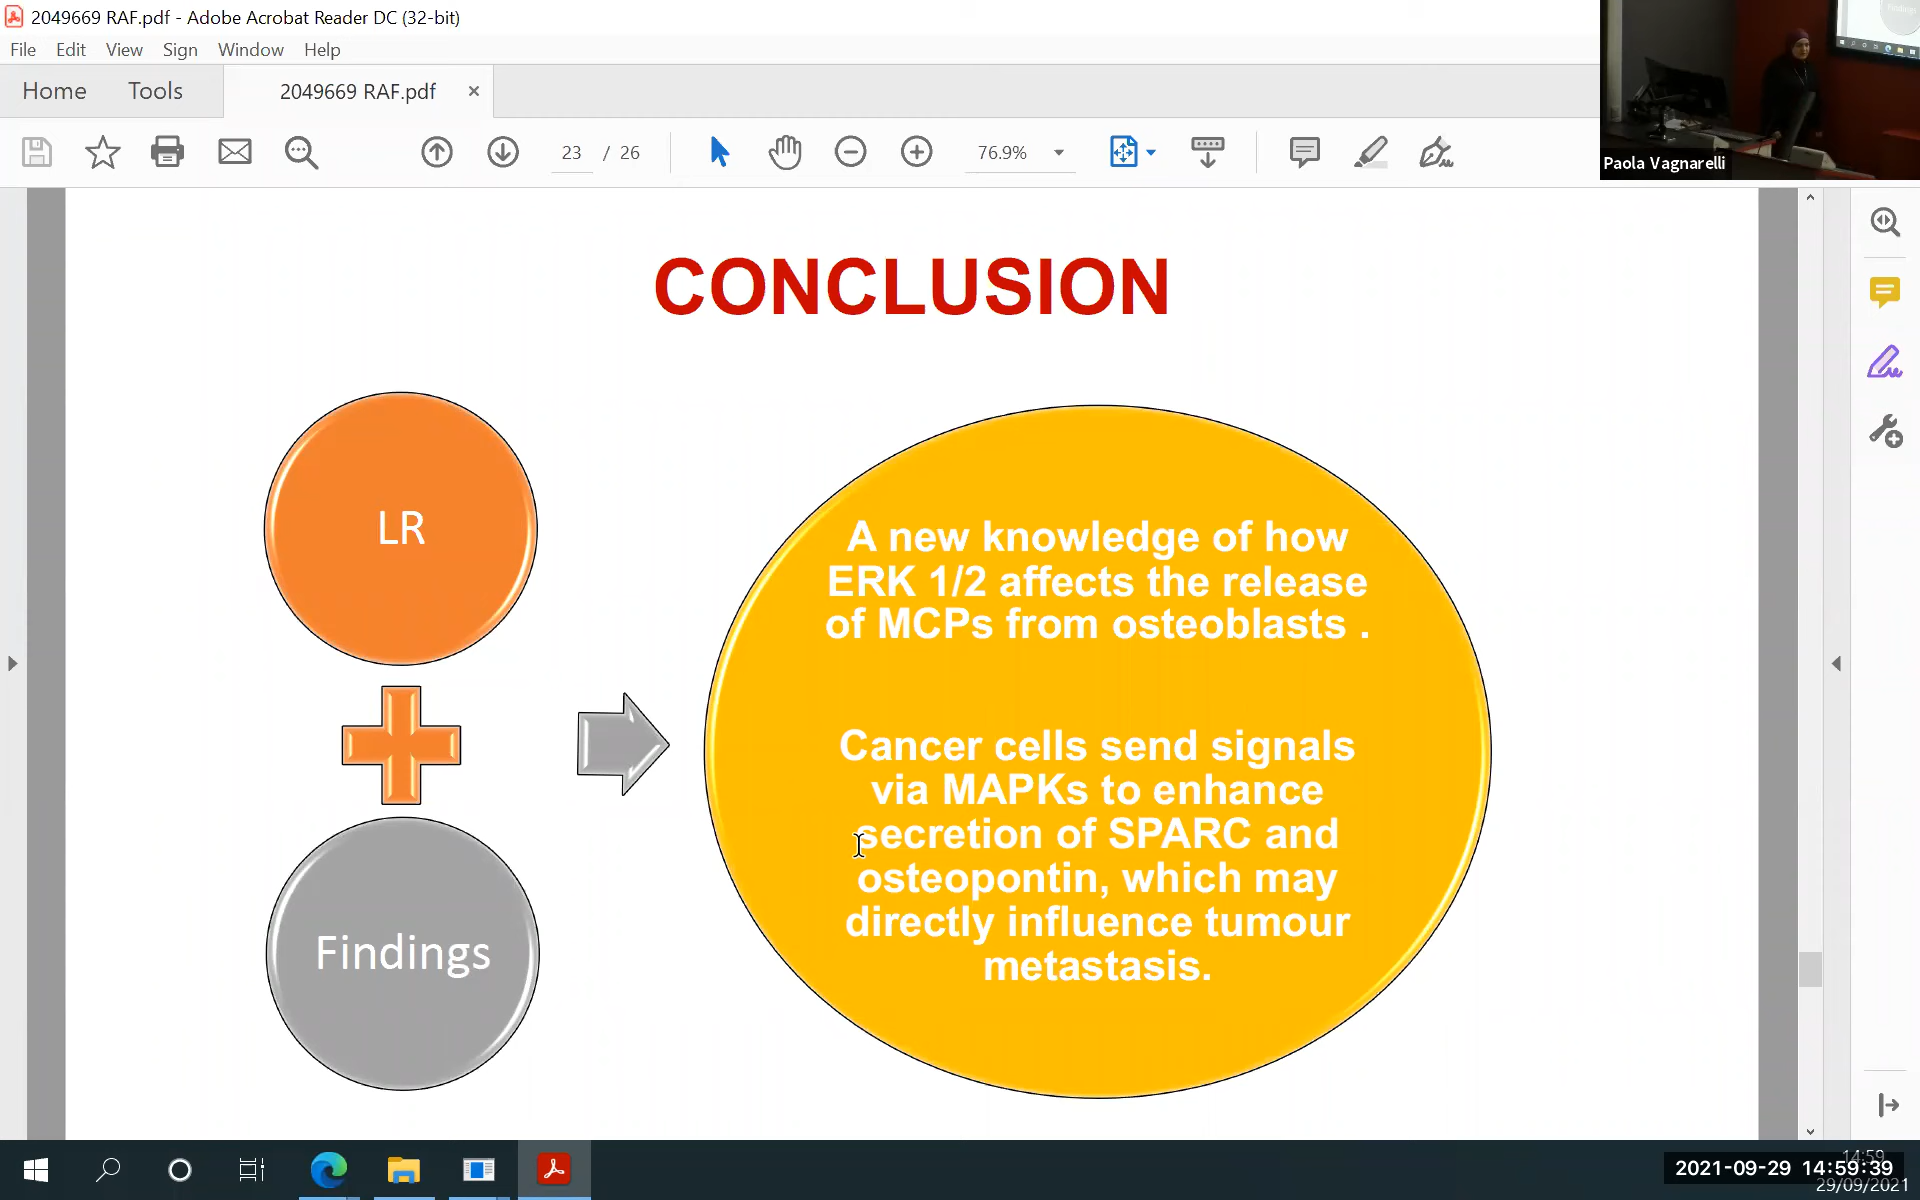 2049669 RAF.pdf - Adobe Acrobat Reader DC (32-bit)
File Edit View Sign Window Help
Home Tools 2049669 RAF.pdf ×
23 / 26 76.9%
Paola Vagnarelli
CONCLUSION
LR
Findings
A new knowledge of how
ERK 1/2 affects the release
of MCPs from osteoblasts .
Cancer cells send signals
via MAPKs to enhance
secretion of SPARC and
osteopontin, which may
directly influence tumour
metastasis.
14:59
2021-09-29 14:59:39
29/09/2021